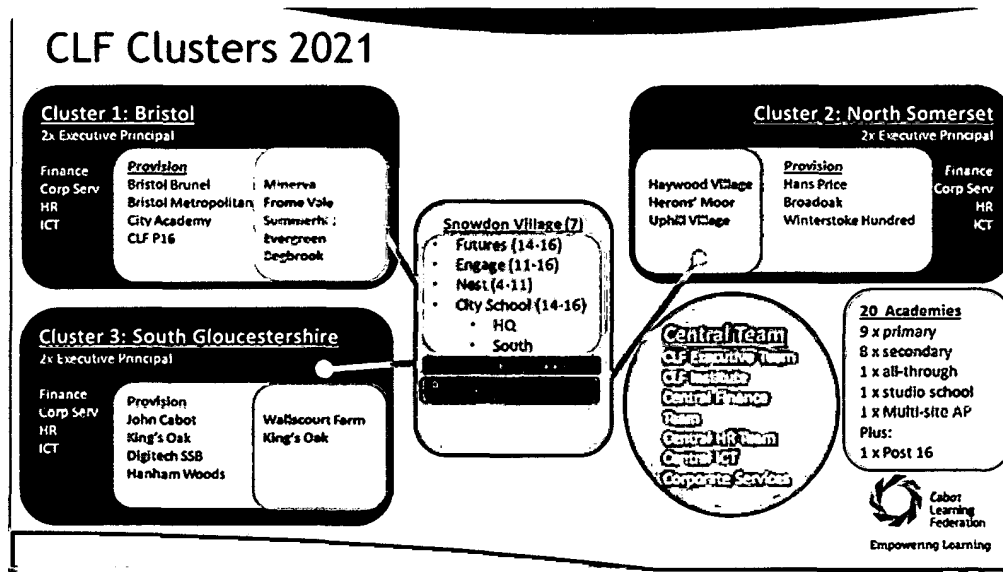 CLF Clusters 2021
Cluster 1: Bristol
2x Executive Principal
Finance
Corp Serv
HR
ICT
Provision
Bristol Brunel
Bristol Metropolitan
City Academy
CLF P16
Minerva
Frome Vale
Evergreen
Begbrook
Cluster 2: North Somerset
2x Executive Principal
Haywood Village
Herons' Moor
Uphill Village
Provision
Hans Price
Broadoak
Winterstoke Hundred
Finance
Corp Serv
HR
ICT
Snowdon Village (7)
• Futures (14-16)
• Engage (11-16)
• Nest (4-11)
• City School (14-16)
• HQ
• South
Cluster 3: South Gloucestershire
2x Executive Principal
Finance
Corp Serv
HR
ICT
Provision
John Cabot
King's Oak
Digitech SSB
Hanham Woods
Wallscourt Farm
King's Oak
Central Team
CLF Executive Team
CLF Institute
Central Finance
Team
Central HR Team
Central ICT
Corporate Services
20 Academies
9 x primary
8 x secondary
1 x all-through
1 x studio school
1 x Multi-site AP
Plus:
1 x Post 16
Cabot
Learning
Federation
Empowering Learning